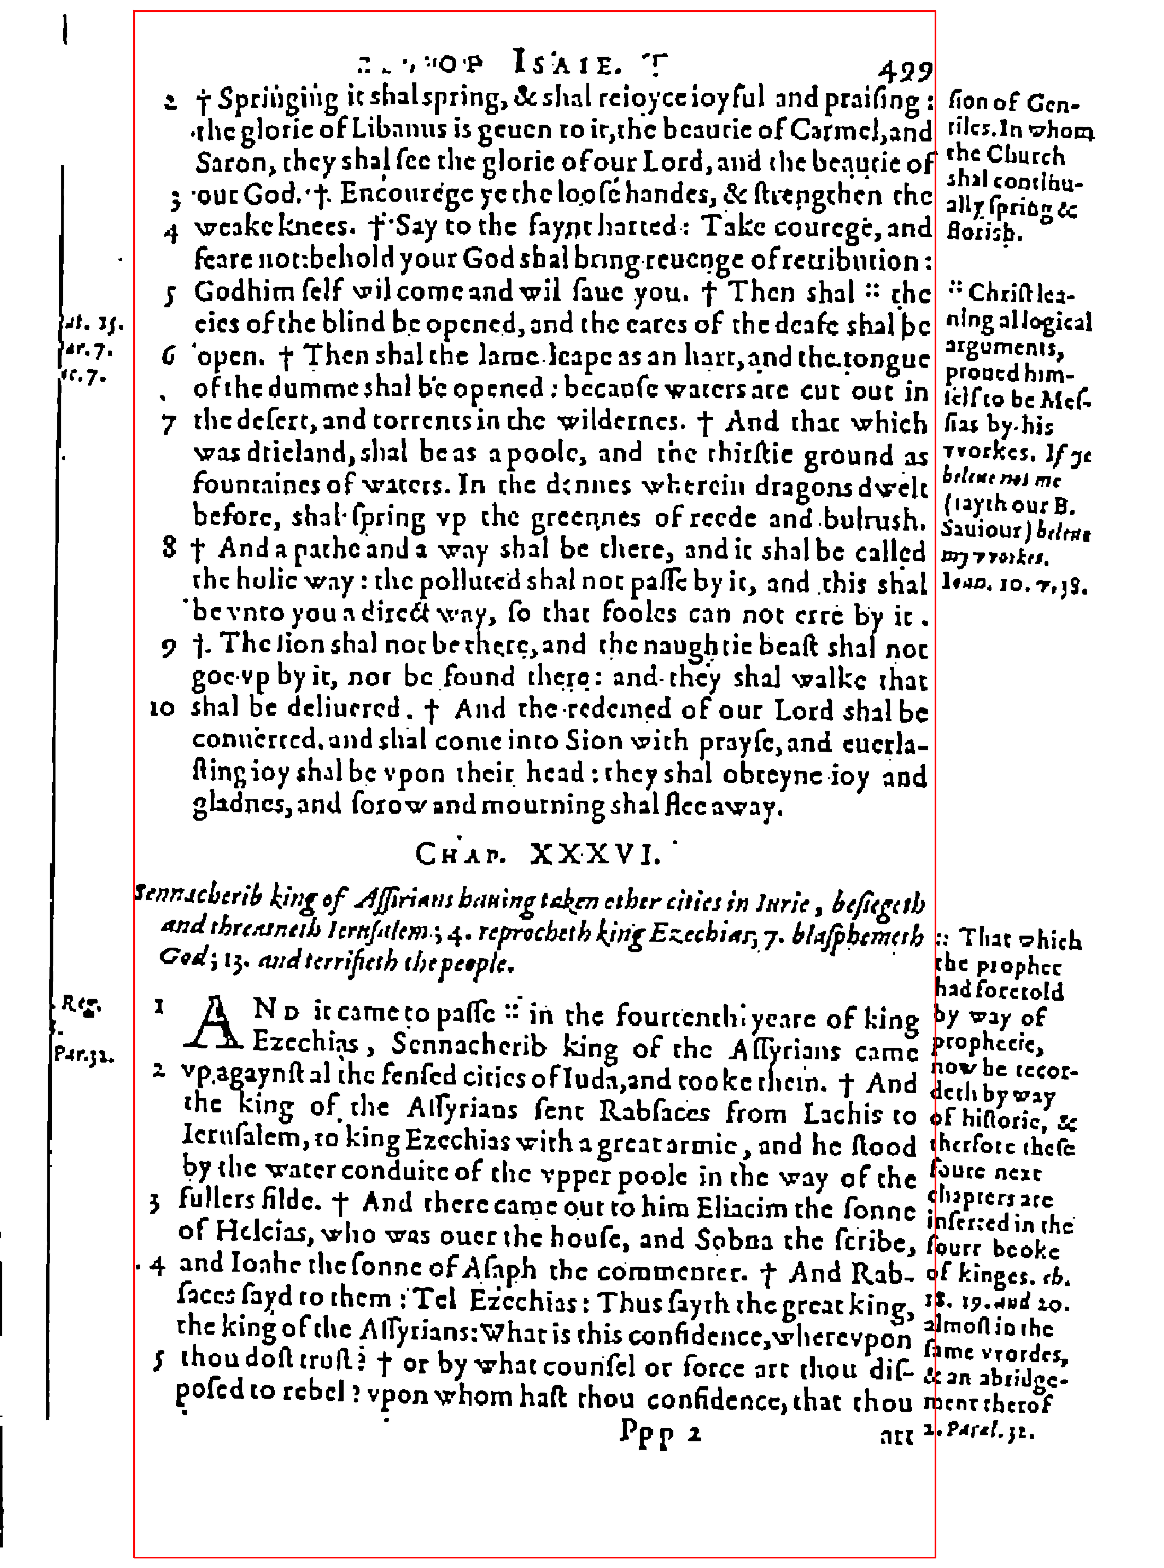 OF ISAIE. 499
2 † Springing it shal spring, & shal reioyce ioyful and praiſing :
the glorie of Libanus is geuen to it, the beautie of Carmel, and
Saron, they shal ſee the glorie of our Lord, and the beautie of
3 our God. † Encourege ye the looſe handes, & ſtrengthen the
4 weake knees. † Say to the faynt harted : Take courege, and
feare not: behold your God shal bring reuenge of retribution :
5 God him ſelf wil come and wil ſaue you. † Then shal :: the
eies of the blind be opened, and the eares of the deafe shal be
6 open. † Then shal the lame leape as an hart, and the tongue
of the dumme shal be opened : becauſe waters are cut out in
7 the deſert, and torrents in the wildernes. † And that which
was drie land, shal be as a poole, and the thirſtie ground as
fountaines of waters. In the dennes wherein dragons dwelt
before, shal ſpring vp the greennes of reede and bulrush.
8 † And a pathe and a way shal be there, and it shal be called
the holie way : the polluted shal not paſſe by it, and this shal
be vnto you a direct way, ſo that fooles can not erre by it .
9 †. The lion shal not be there, and the naughtie beaſt shal not
goe vp by it, nor be found there : and they shal walke that
10 shal be deliuered . † And the redemed of our Lord shal be
conuerted, and shal come into Sion with prayſe, and euerla-
ſting ioy shal be vpon their head : they shal obteyne ioy and
gladnes, and ſorow and mourning shal flee away.
CHAP. XXXVI.
Sennacherib king of Aſſirians hauing taken other cities in Iurie, beſiegeth
and threatneth Ieruſalem ; 4. reprocheth king Ezechias, 7. blaſphemeth
God ; 13. and terrifieth the people.
1 AND it came to paſſe :: in the fourtenth yeare of king
Ezechias, Sennacherib king of the Aſſyrians came
2 vp agaynſt al the fenſed cities of Iuda, and tooke them. † And
the king of the Aſſyrians ſent Rabſaces from Lachis to
Ieruſalem, to king Ezechias with a great armie, and he ſtood
by the water conduite of the vpper poole in the way of the
3 fullers filde. † And there came out to him Eliacim the ſonne
of Helcias, who was ouer the houſe, and Sobna the ſcribe,
4 and Ioahe the ſonne of Aſaph the commenter. † And Rab-
ſaces ſayd to them : Tel Ezechias : Thus ſayth the great king,
the king of the Aſſyrians: What is this confidence, wherevpon
5 thou doſt truſt? † or by what counſel or force art thou diſ-
poſed to rebel? vpon whom haſt thou confidence, that thou
Ppp 2 art
ſion of Gen-
tiles. In whom
the Church
shal continu-
ally ſpring &
florish.
:: Chriſt lea-
ning al logical
arguments,
proued him-
ſelf to be Meſ-
ſias by his
workes. If ye
beleue not me
(ſayth our B.
Sauiour) beleue
my workes.
Ioan. 10. v. 38.
:: That which
the prophet
had foretold
by way of
prophecie,
now he recor-
deth by way
of hiſtorie, &
therfore theſe
foure next
chapters are
inſerted in the
fourt booke
of kinges. ch.
18. 19. and 20.
almoſt in the
ſame wordes,
& an abridge-
ment therof
2. Paral. 32.
at. 15.
ar. 7.
Reg.
Par. 32.